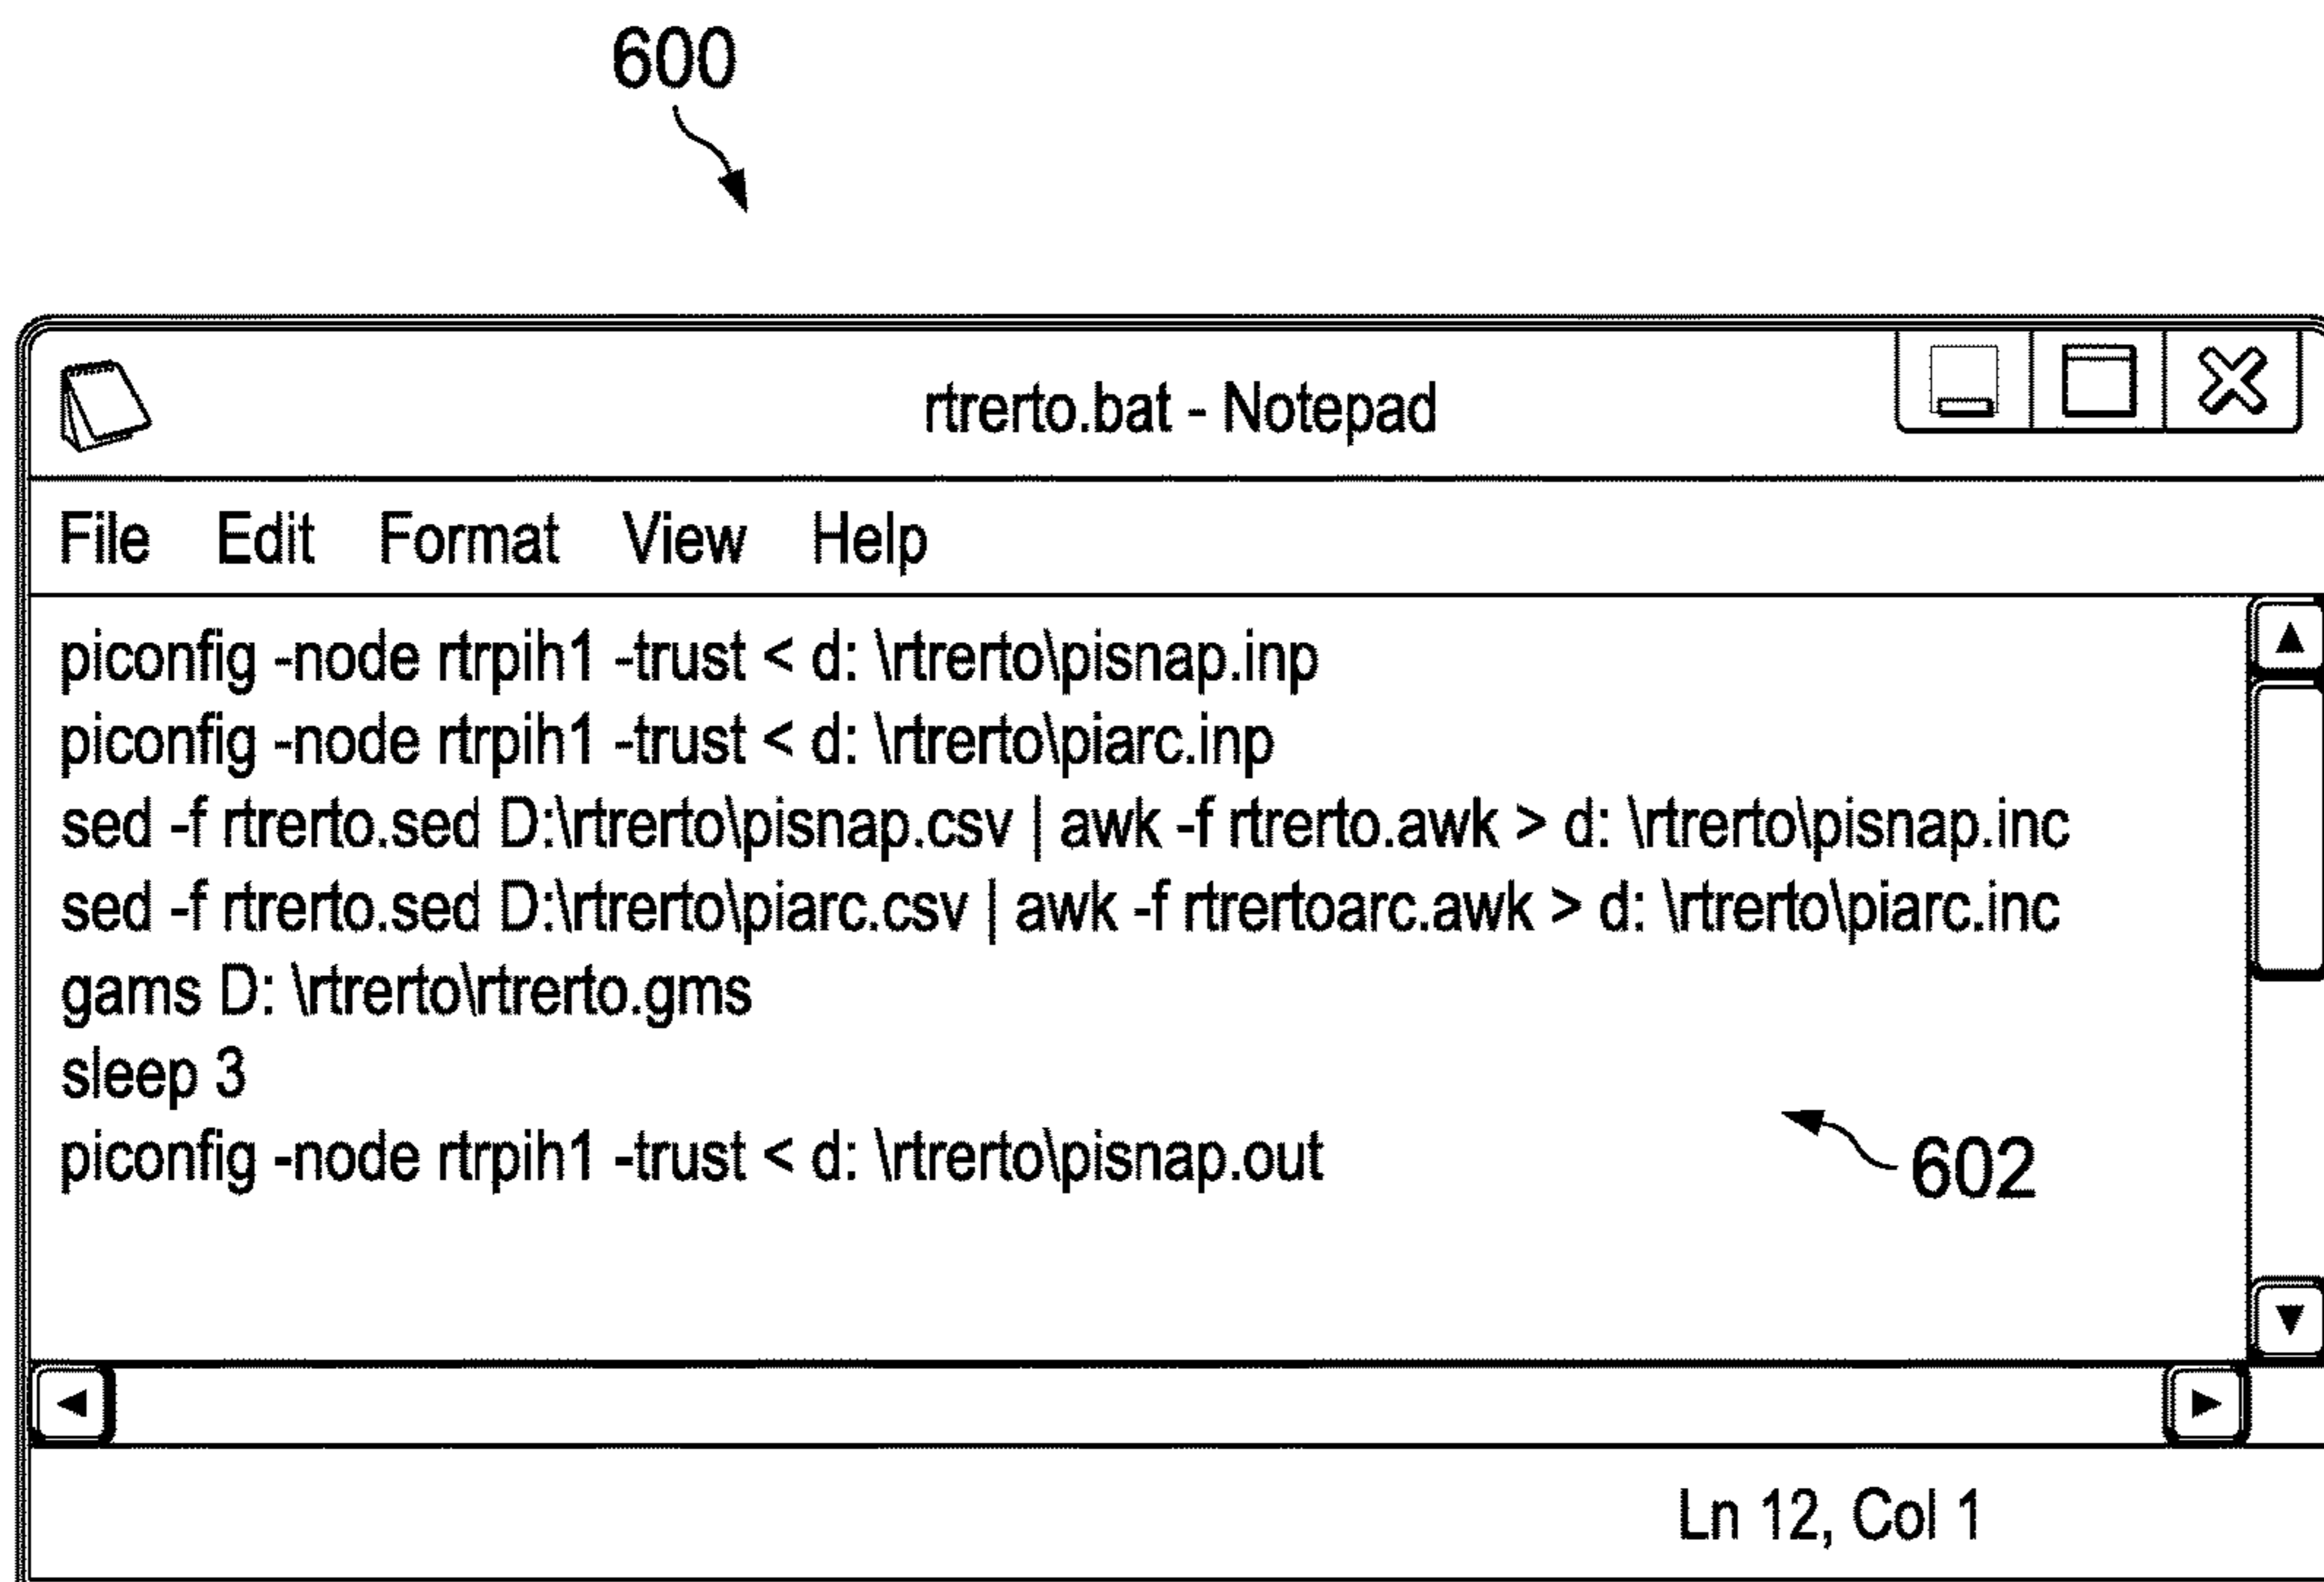 600
rtrerto.bat - Notepad
File Edit Format View Help
piconfig -node rtrpih1 -trust < d: \rtrerto\pisnap.inp
piconfig -node rtrpih1 -trust < d: \rtrerto\piarc.inp
sed -f rtrerto.sed D:\rtrerto\pisnap.csv | awk -f rtrerto.awk > d: \rtrerto\pisnap.inc
sed -f rtrerto.sed D:\rtrerto\piarc.csv | awk -f rtrertoarc.awk > d: \rtrerto\piarc.inc
gams D: \rtrerto\rtrerto.gms
sleep 3
piconfig -node rtrpih1 -trust < d: \rtrerto\pisnap.out
602
Ln 12, Col 1